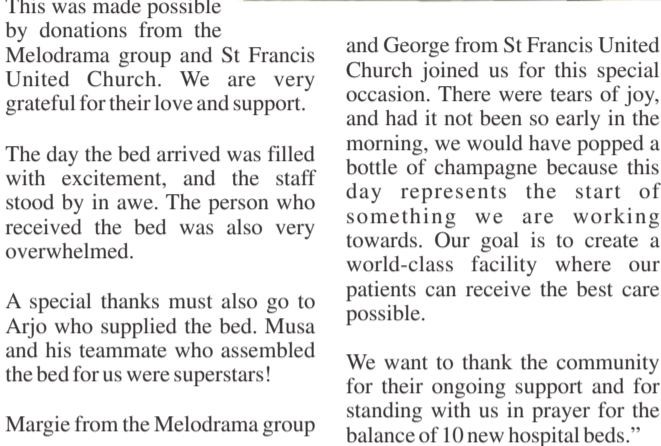 This was made possible
by donations from the
Melodrama group and St Francis
United Church. We are very
grateful for their love and support.

The day the bed arrived was filled
with excitement, and the staff
stood by in awe. The person who
received the bed was also very
overwhelmed.

A special thanks must also go to
Arjo who supplied the bed. Musa
and his teammate who assembled
the bed for us were superstars!

Margie from the Melodrama group
and George from St Francis United
Church joined us for this special
occasion. There were tears of joy,
and had it not been so early in the
morning, we would have popped a
bottle of champagne because this
day represents the start of
something we are working
towards. Our goal is to create a
world-class facility where our
patients can receive the best care
possible.

We want to thank the community
for their ongoing support and for
standing with us in prayer for the
balance of 10 new hospital beds.”